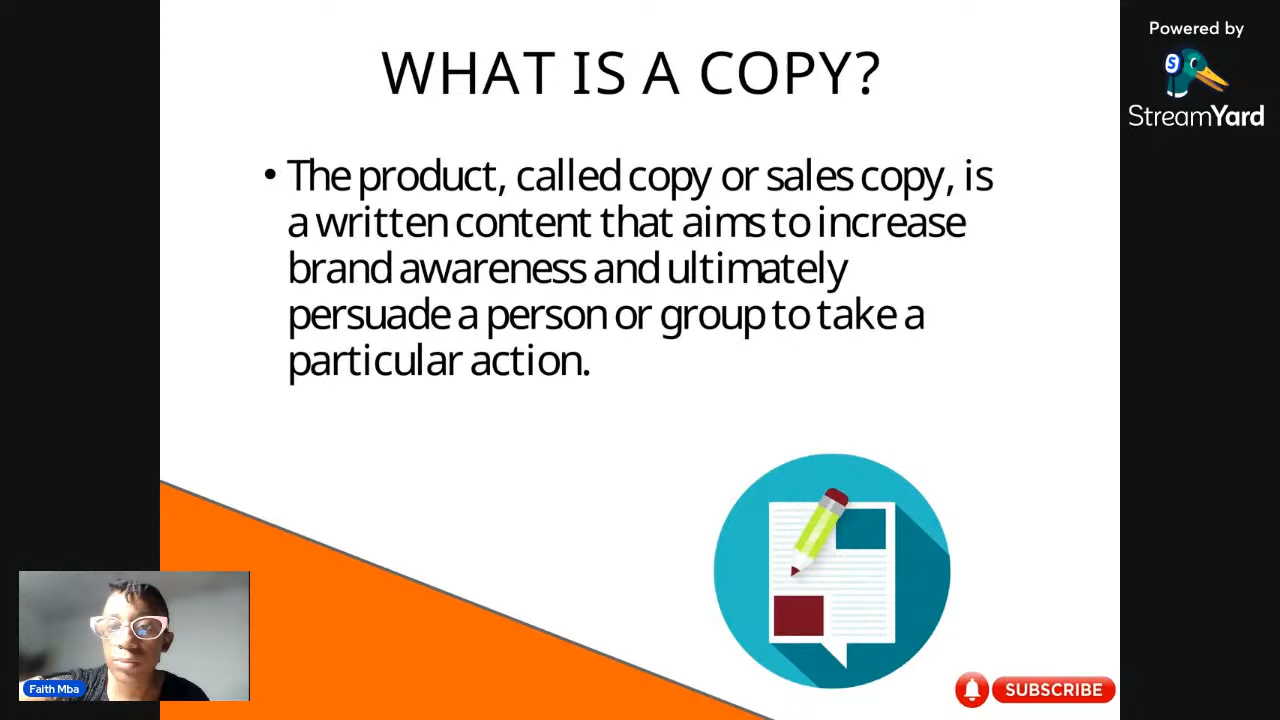 WHAT IS A COPY?
Powered by
StreamYard
• The product, called copy or sales copy, is
a written content that aims to increase
brand awareness and ultimately
persuade a person or group to take a
particular action.
Faith Mba
SUBSCRIBE